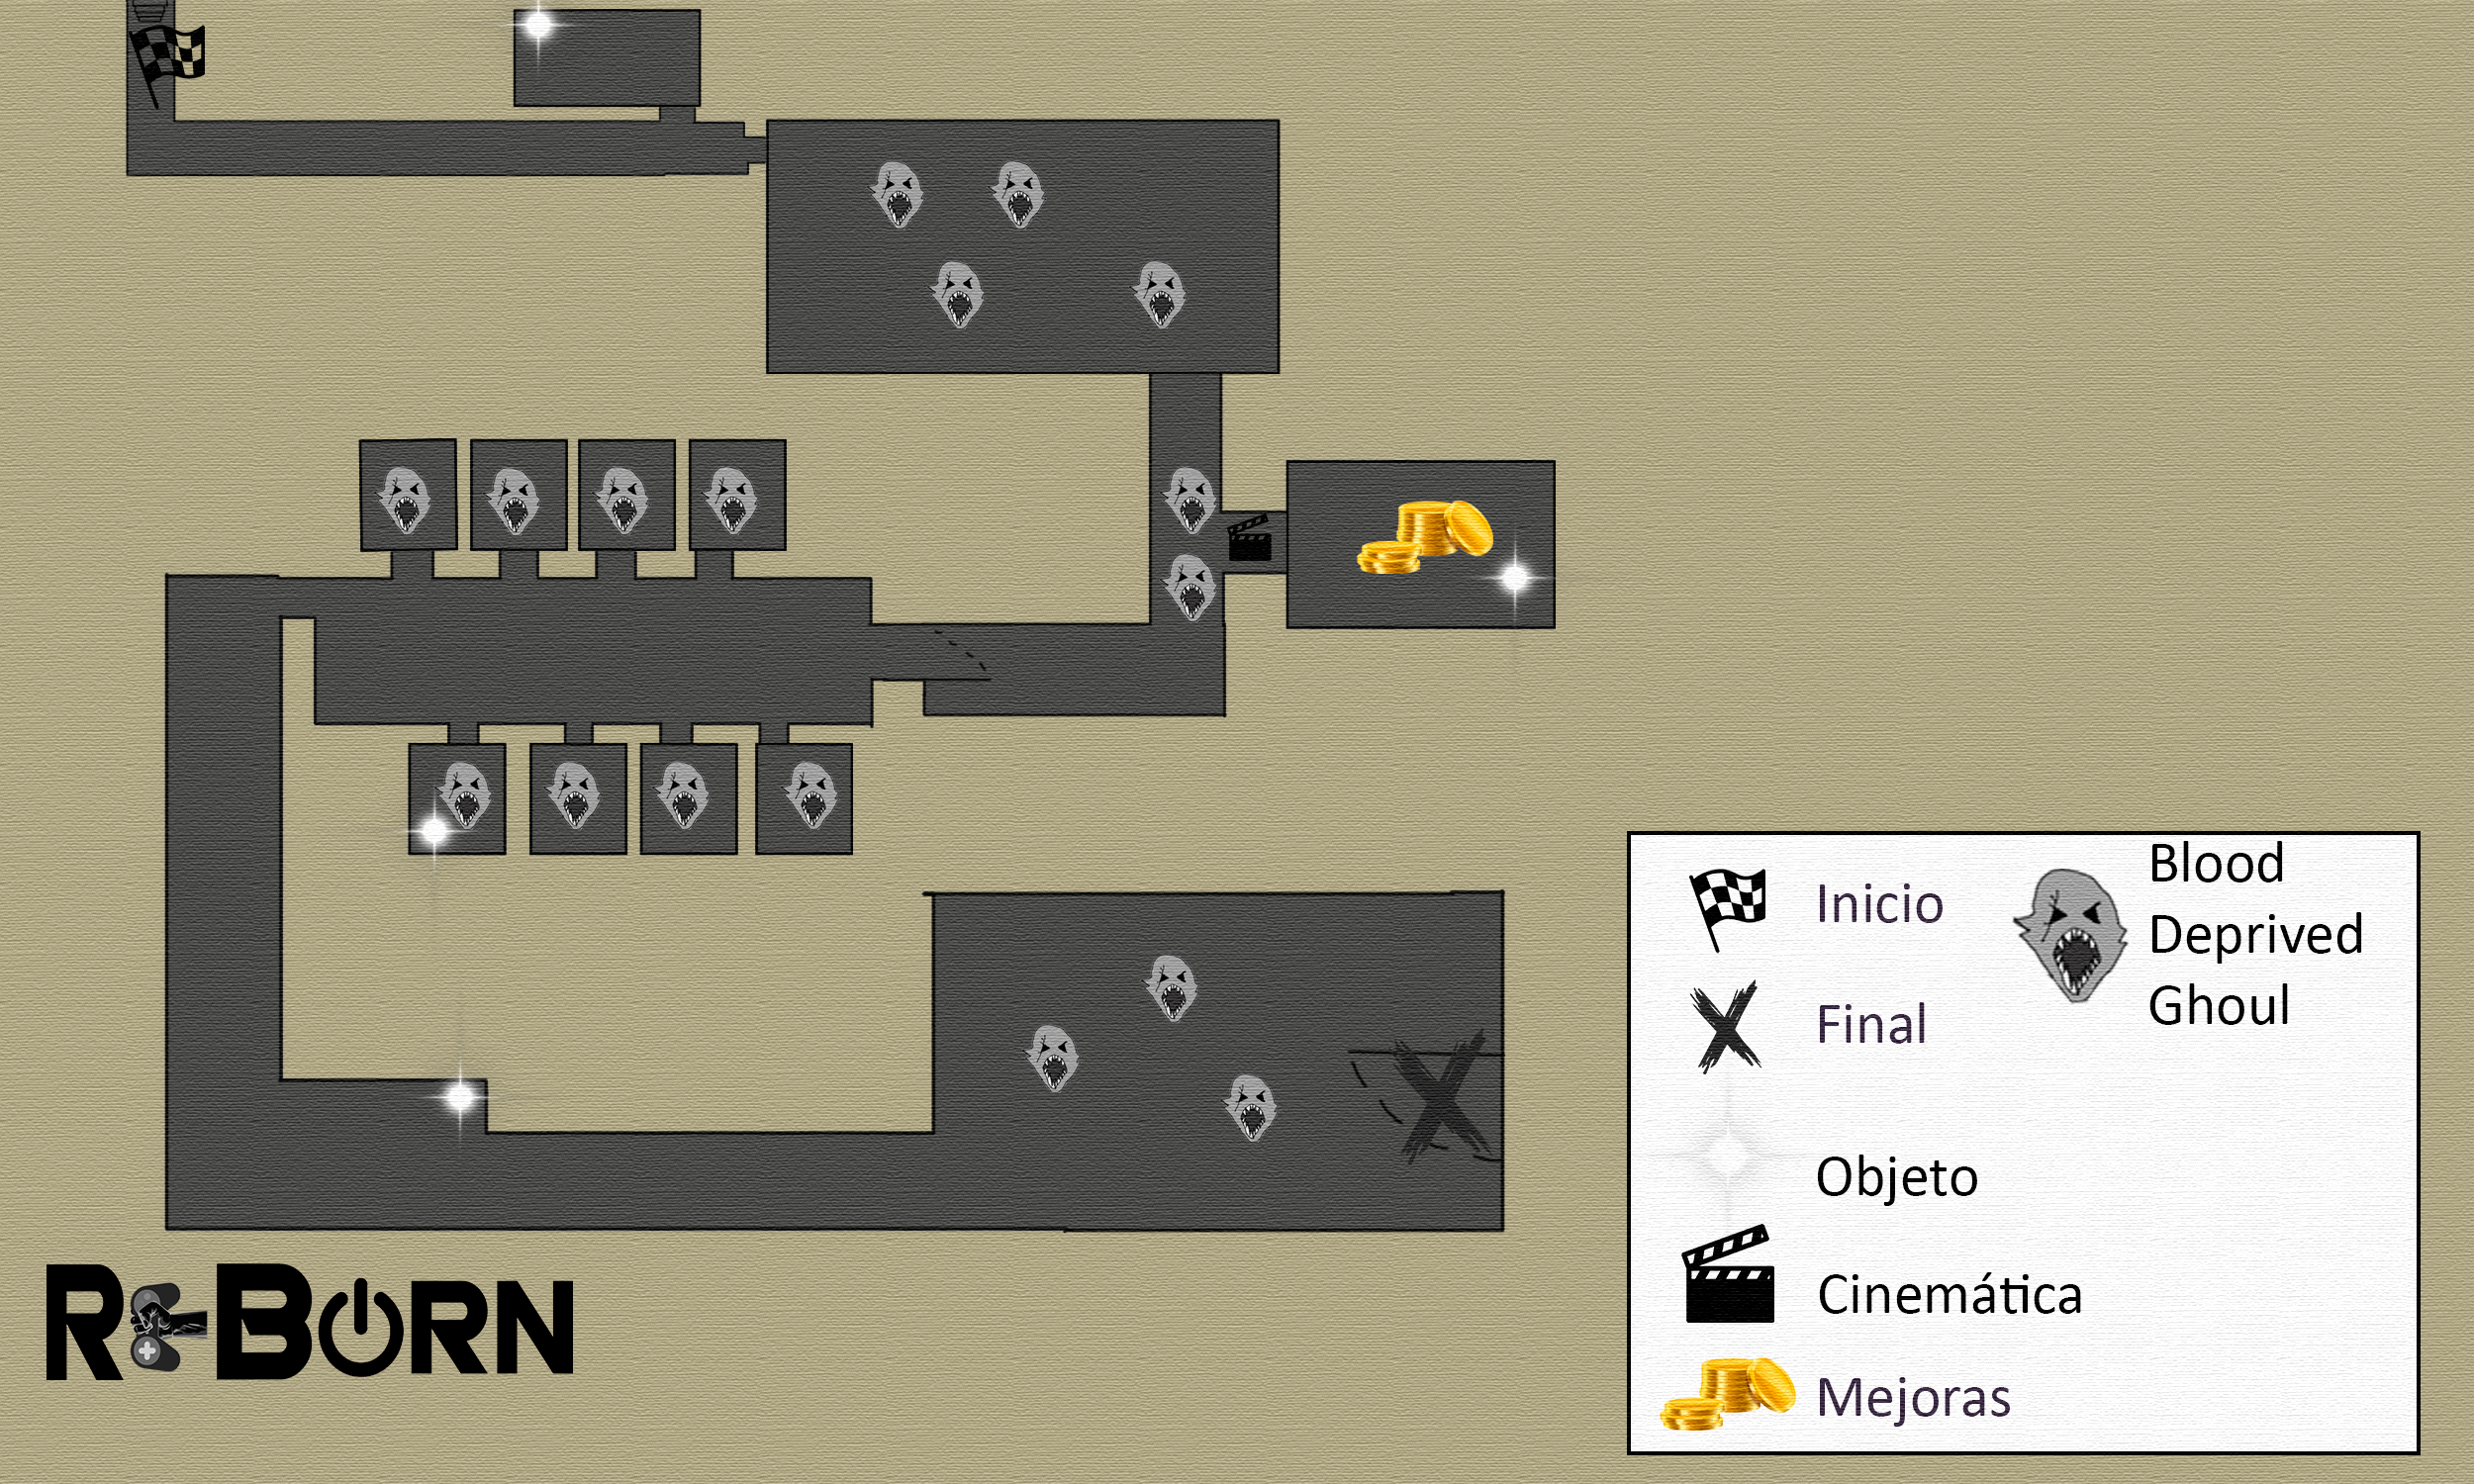 Inicio
Final
Objeto
Cinemática
Mejoras
Blood
Deprived
Ghoul
ReBORN